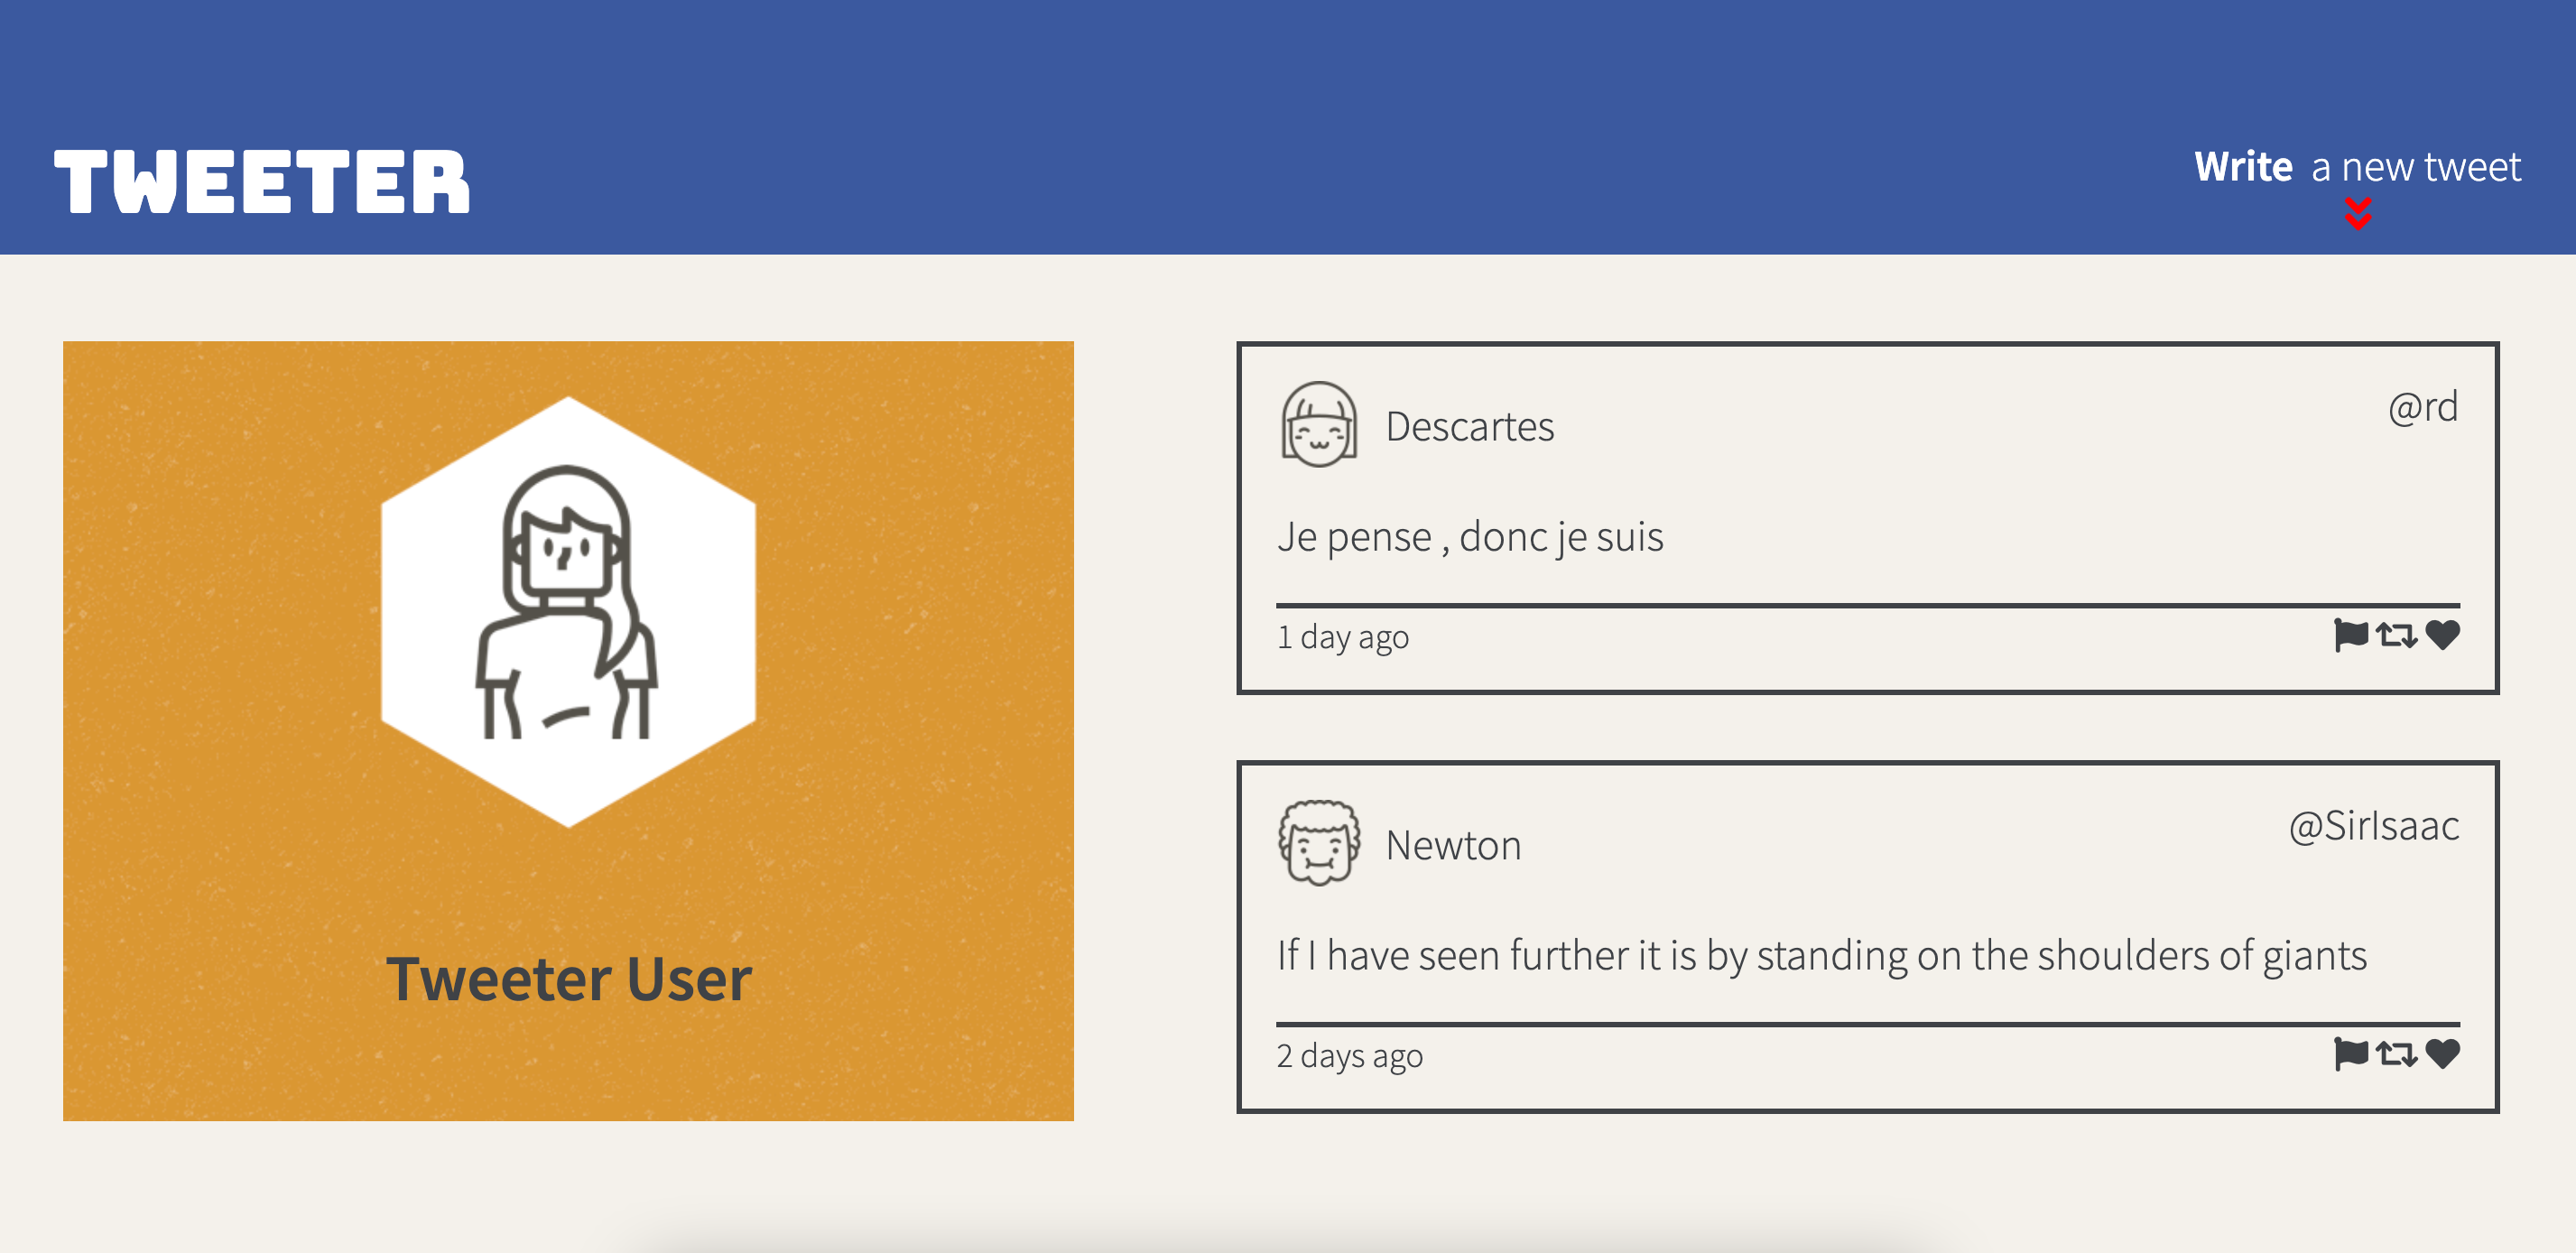 TWEETER
Write a new tweet
Tweeter User
Descartes
@rd
Je pense , donc je suis
1 day ago
Newton
@SirIsaac
If I have seen further it is by standing on the shoulders of giants
2 days ago